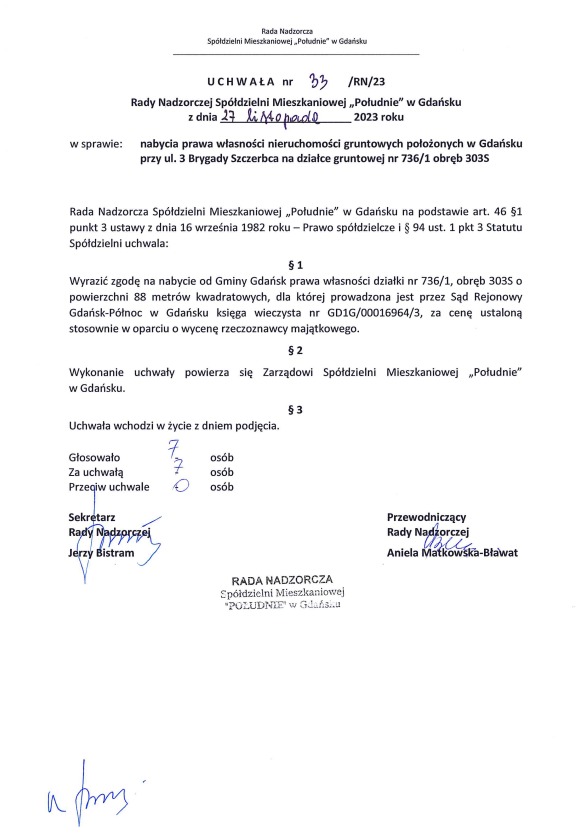 Rada Nadzorcza
Spółdzielni Mieszkaniowej „Południe” w Gdańsku
U C H W A Ł A nr 33 /RN/23
Rady Nadzorczej Spółdzielni Mieszkaniowej „Południe” w Gdańsku
z dnia 27 listopada 2023 roku
w sprawie: nabycia prawa własności nieruchomości gruntowych położonych w Gdańsku
przy ul. 3 Brygady Szczerbca na działce gruntowej nr 736/1 obręb 303S
Rada Nadzorcza Spółdzielni Mieszkaniowej „Południe” w Gdańsku na podstawie art. 46 §1
punkt 3 ustawy z dnia 16 września 1982 roku – Prawo spółdzielcze i § 94 ust. 1 pkt 3 Statutu
Spółdzielni uchwala:
§ 1
Wyrazić zgodę na nabycie od Gminy Gdańsk prawa własności działki nr 736/1, obręb 303S o
powierzchni 88 metrów kwadratowych, dla której prowadzona jest przez Sąd Rejonowy
Gdańsk-Północ w Gdańsku księga wieczysta nr GD1G/00016964/3, za cenę ustaloną
stosownie w oparciu o wycenę rzeczoznawcy majątkowego.
§ 2
Wykonanie uchwały powierza się Zarządowi Spółdzielni Mieszkaniowej „Południe”
w Gdańsku.
§ 3
Uchwała wchodzi w życie z dniem podjęcia.
Głosowało 7 osób
Za uchwałą 7 osób
Przeciw uchwale 0 osób
Sekretarz Przewodniczący
Rady Nadzorczej Rady Nadzorczej
Jerzy Bistram Aniela Matkowska-Bławat
RADA NADZORCZA
Spółdzielni Mieszkaniowej
"POŁUDNIE" w Gdańsku